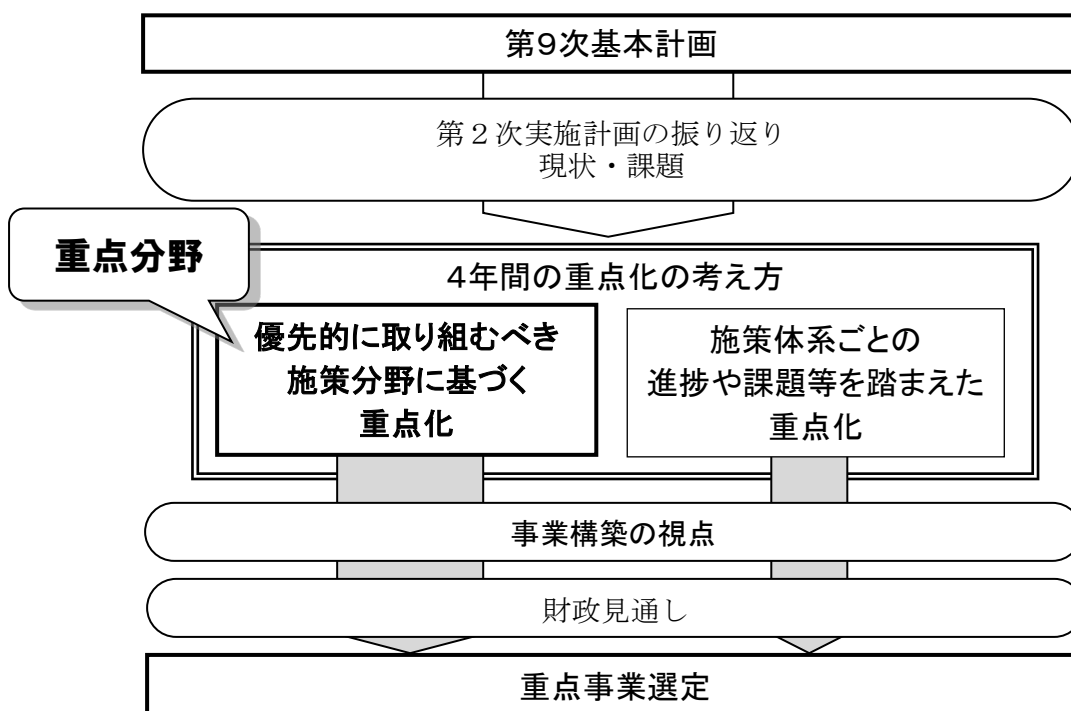 第９次基本計画
第２次実施計画の振り返り
現状・課題
重点分野
４年間の重点化の考え方
優先的に取り組むべき
施策分野に基づく
重点化
施策体系ごとの
進捗や課題等を踏まえた
重点化
事業構築の視点
財政見通し
重点事業選定